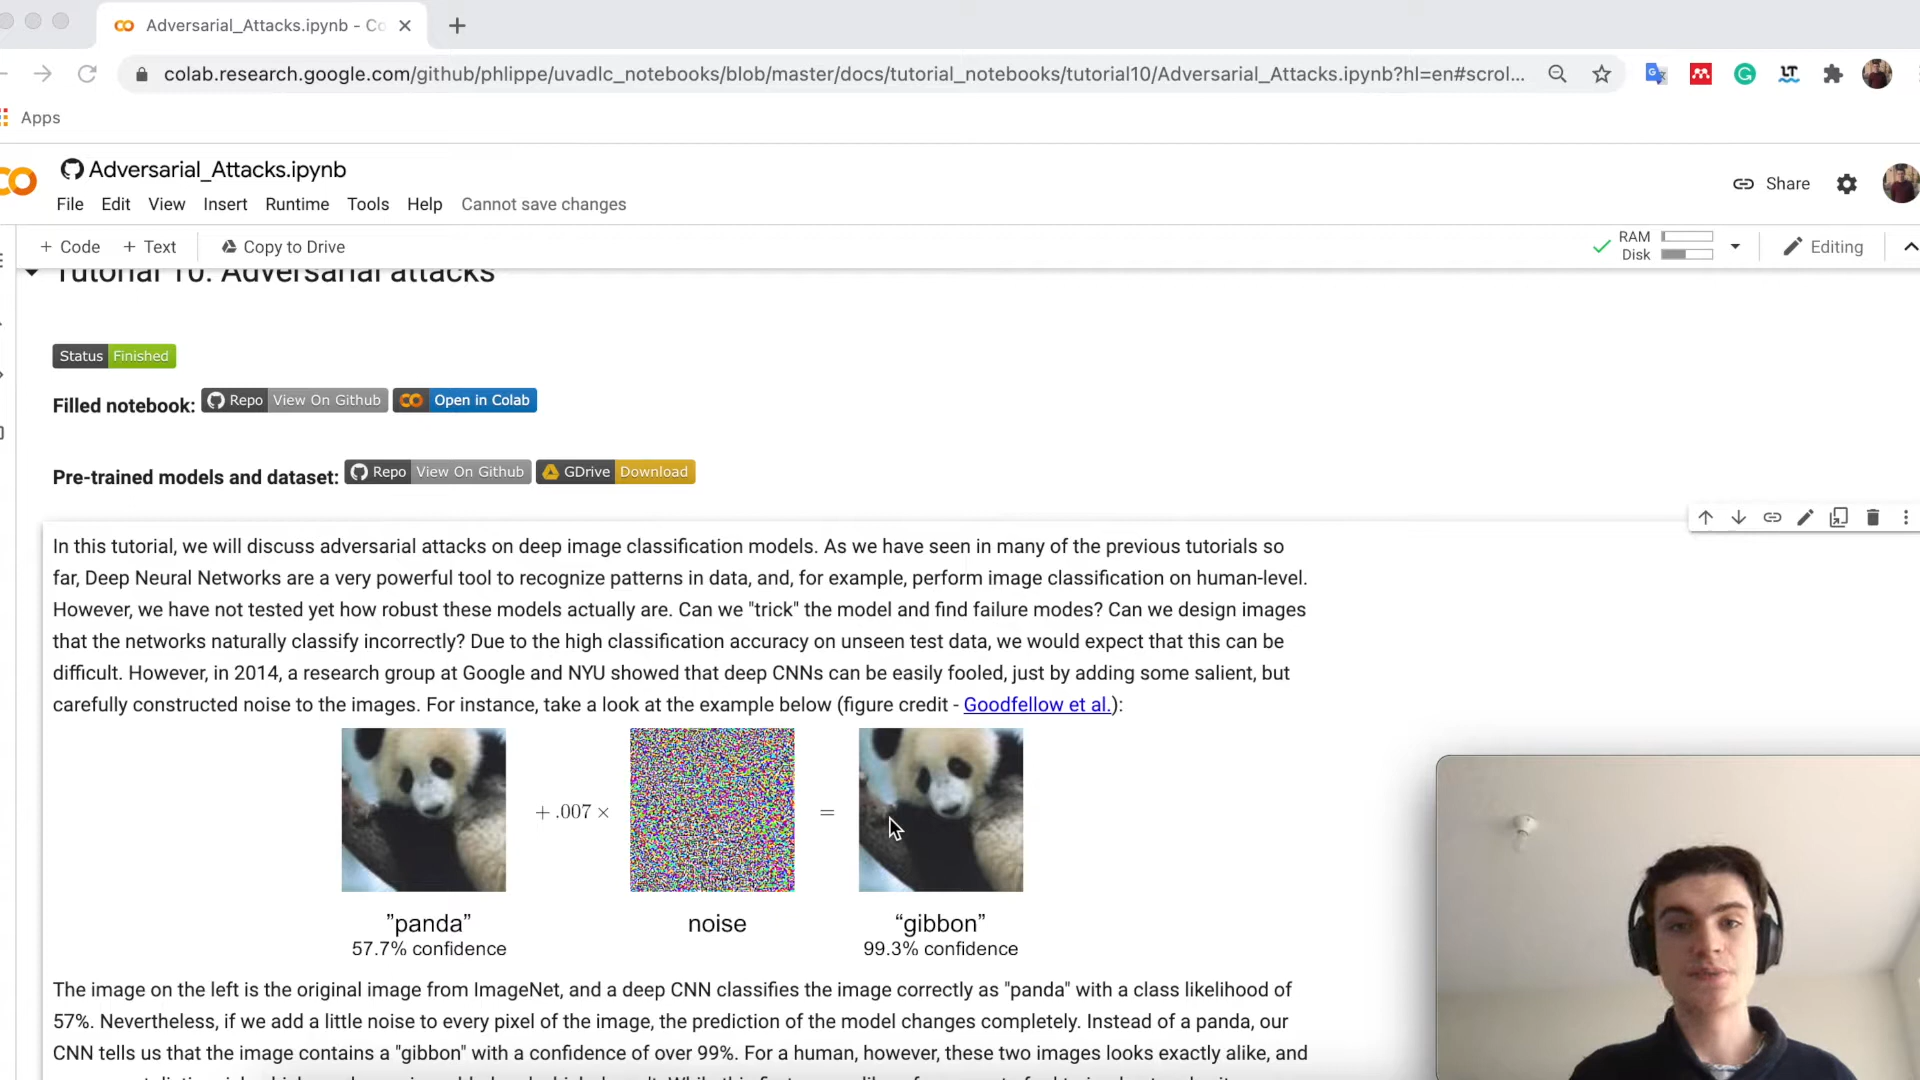 Adversarial_Attacks.ipynb - Co
colab.research.google.com/github/phlippe/uvadlc_notebooks/blob/master/docs/tutorial_notebooks/tutorial10/Adversarial_Attacks.ipynb?hl=en#scrol...
Apps
Adversarial_Attacks.ipynb
Share
File Edit View Insert Runtime Tools Help Cannot save changes
+ Code + Text Copy to Drive
RAM
Disk
Editing
Tutorial 10: Adversarial attacks
Status Finished
Filled notebook: Repo View On Github Open in Colab
Pre-trained models and dataset: Repo View On Github GDrive Download
In this tutorial, we will discuss adversarial attacks on deep image classification models. As we have seen in many of the previous tutorials so
far, Deep Neural Networks are a very powerful tool to recognize patterns in data, and, for example, perform image classification on human-level.
However, we have not tested yet how robust these models actually are. Can we "trick" the model and find failure modes? Can we design images
that the networks naturally classify incorrectly? Due to the high classification accuracy on unseen test data, we would expect that this can be
difficult. However, in 2014, a research group at Google and NYU showed that deep CNNs can be easily fooled, just by adding some salient, but
carefully constructed noise to the images. For instance, take a look at the example below (figure credit - Goodfellow et al.):
+ .007 × =
"panda" noise “gibbon”
57.7% confidence 99.3% confidence
The image on the left is the original image from ImageNet, and a deep CNN classifies the image correctly as "panda" with a class likelihood of
57%. Nevertheless, if we add a little noise to every pixel of the image, the prediction of the model changes completely. Instead of a panda, our
CNN tells us that the image contains a "gibbon" with a confidence of over 99%. For a human, however, these two images looks exactly alike, and